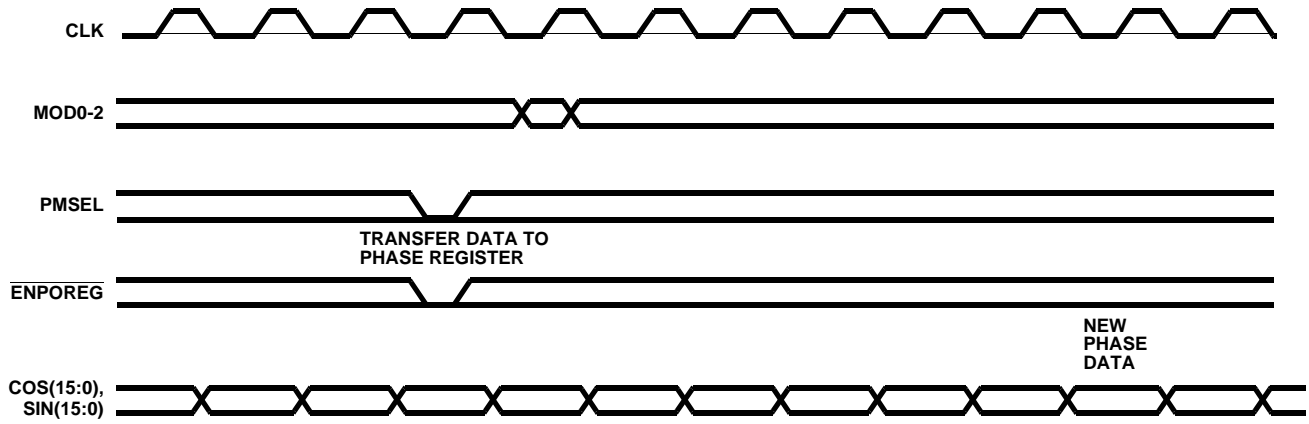 CLK
MOD0-2
PMSEL
TRANSFER DATA TO
PHASE REGISTER
ENPOREG
NEW
PHASE
DATA
COS(15:0),
SIN(15:0)